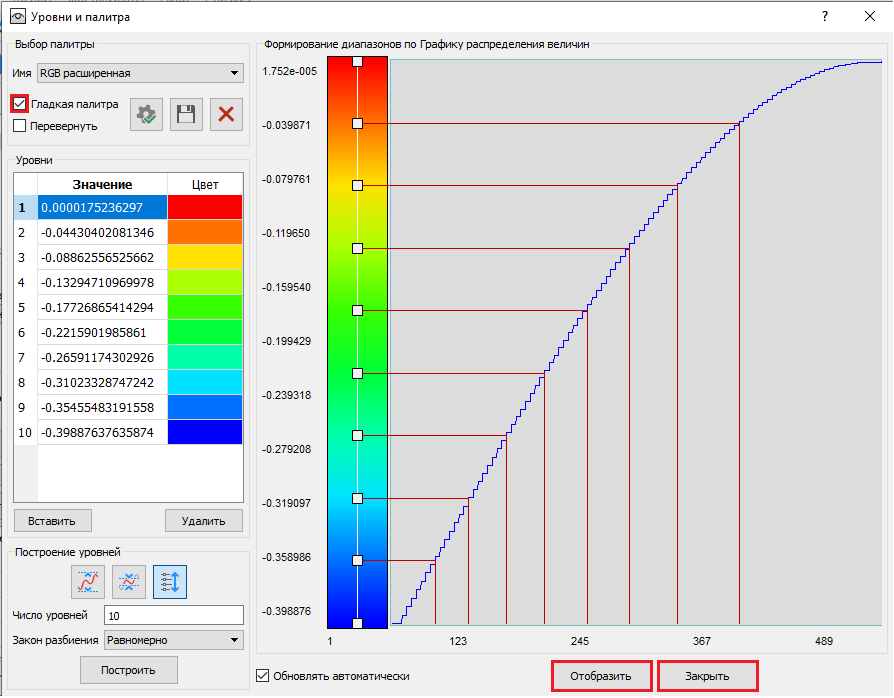 Уровни и палитра
?
Выбор палитры
Имя RGB расширенная
Гладкая палитра
Перевернуть
Уровни
Значение Цвет
1 0.0000175236297
2 -0.04430402081346
3 -0.08862556525662
4 -0.13294710969978
5 -0.17726865414294
6 -0.2215901985861
7 -0.26591174302926
8 -0.31023328747242
9 -0.35455483191558
10 -0.39887637635874
Вставить Удалить
Построение уровней
Число уровней 10
Закон разбиения Равномерно
Построить
Формирование диапазонов по Графику распределения величин
1.752e-005
-0.039871
-0.079761
-0.119650
-0.159540
-0.199429
-0.239318
-0.279208
-0.319097
-0.358986
-0.398876
1 123 245 367 489
Обновлять автоматически
Отобразить Закрыть